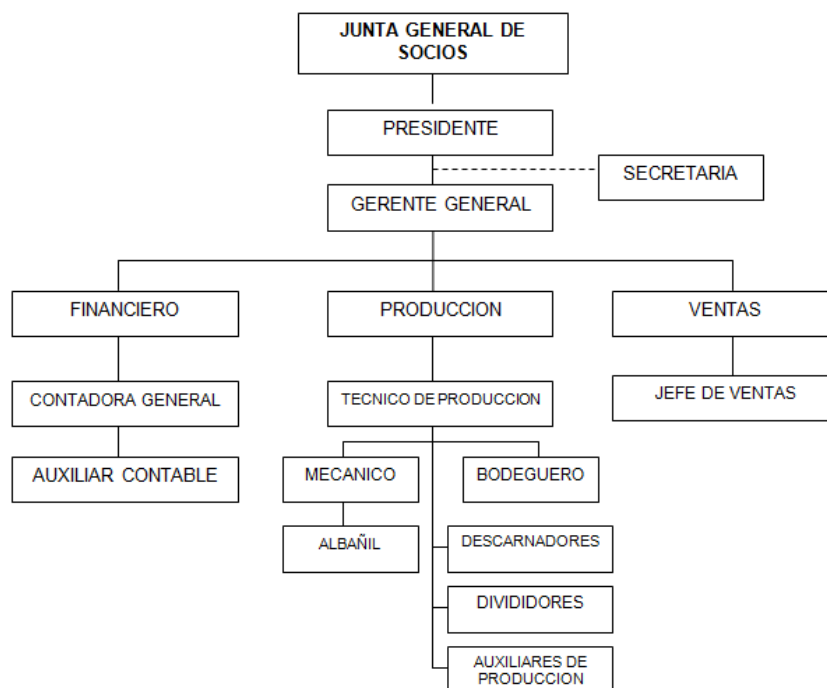 JUNTA GENERAL DE
SOCIOS
PRESIDENTE
SECRETARIA
GERENTE GENERAL
FINANCIERO
PRODUCCION
VENTAS
CONTADORA GENERAL
TECNICO DE PRODUCCION
JEFE DE VENTAS
AUXILIAR CONTABLE
MECANICO
BODEGUERO
ALBAÑIL
DESCARNADORES
DIVIDIDORES
AUXILIARES DE
PRODUCCION